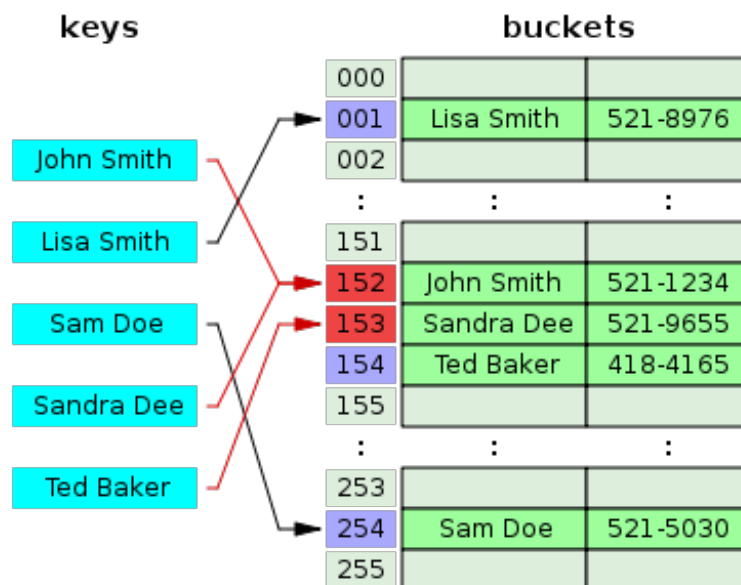 keys
buckets
John Smith
Lisa Smith
Sam Doe
Sandra Dee
Ted Baker
000
001 Lisa Smith 521-8976
002
: : :
151
152 John Smith 521-1234
153 Sandra Dee 521-9655
154 Ted Baker 418-4165
155
: : :
253
254 Sam Doe 521-5030
255